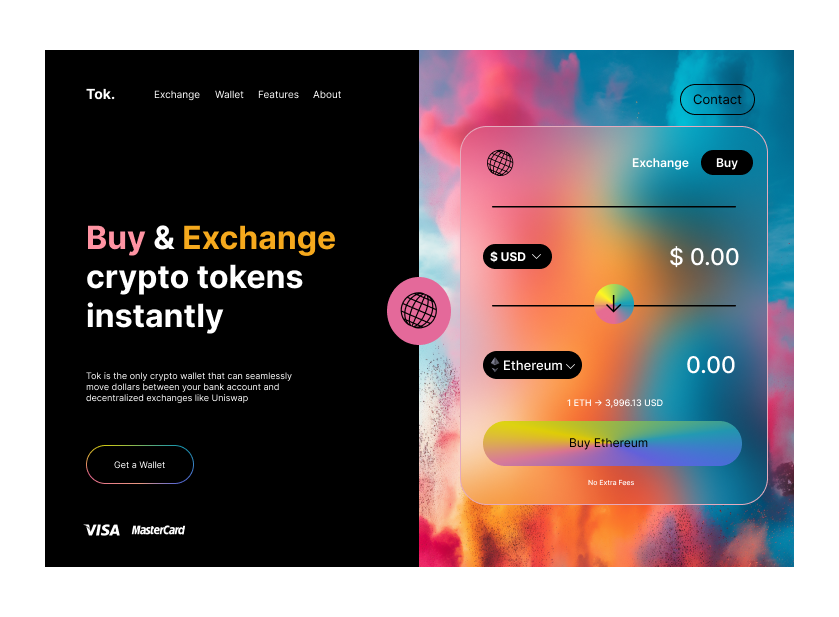 Tok.
Exchange Wallet Features About
Contact
Buy & Exchange
crypto tokens
instantly
Tok is the only crypto wallet that can seamlessly
move dollars between your bank account and
decentralized exchanges like Uniswap
Get a Wallet
VISA MasterCard
Exchange Buy
$ USD $ 0.00
Ethereum 0.00
1 ETH → 3,996.13 USD
Buy Ethereum
No Extra Fees